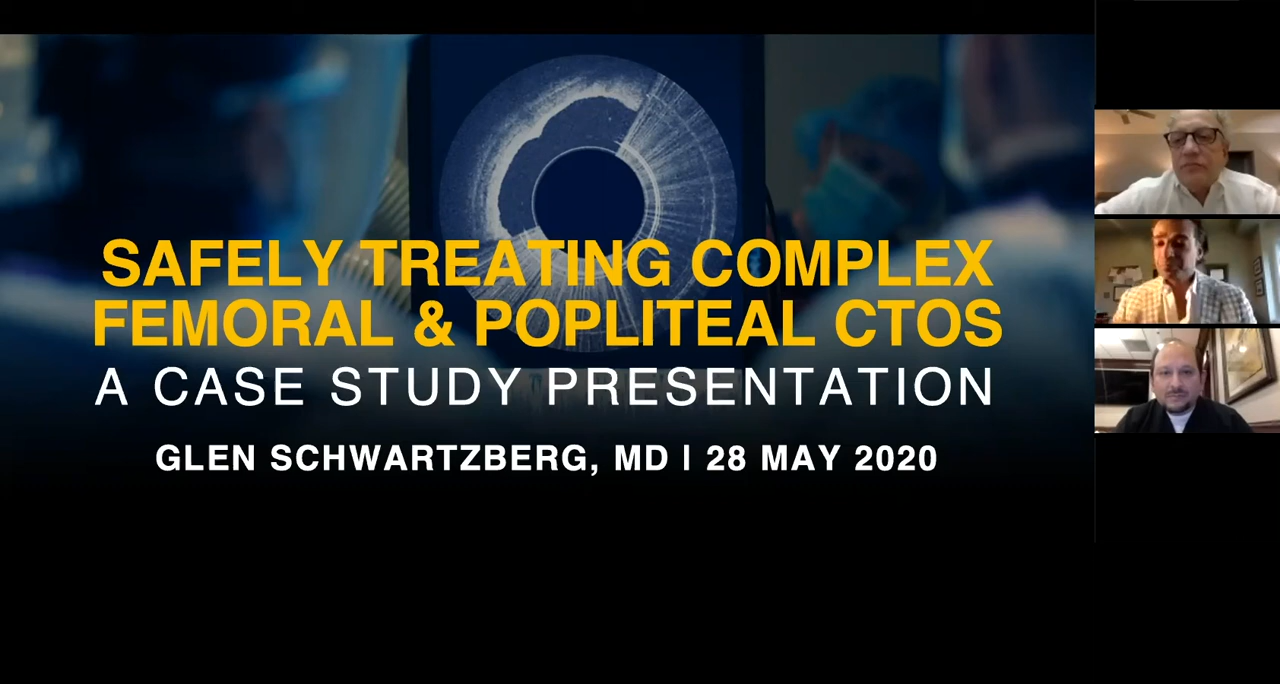 SAFELY TREATING COMPLEX
FEMORAL & POPLITEAL CTOS
A CASE STUDY PRESENTATION
GLEN SCHWARTZBERG, MD | 28 MAY 2020